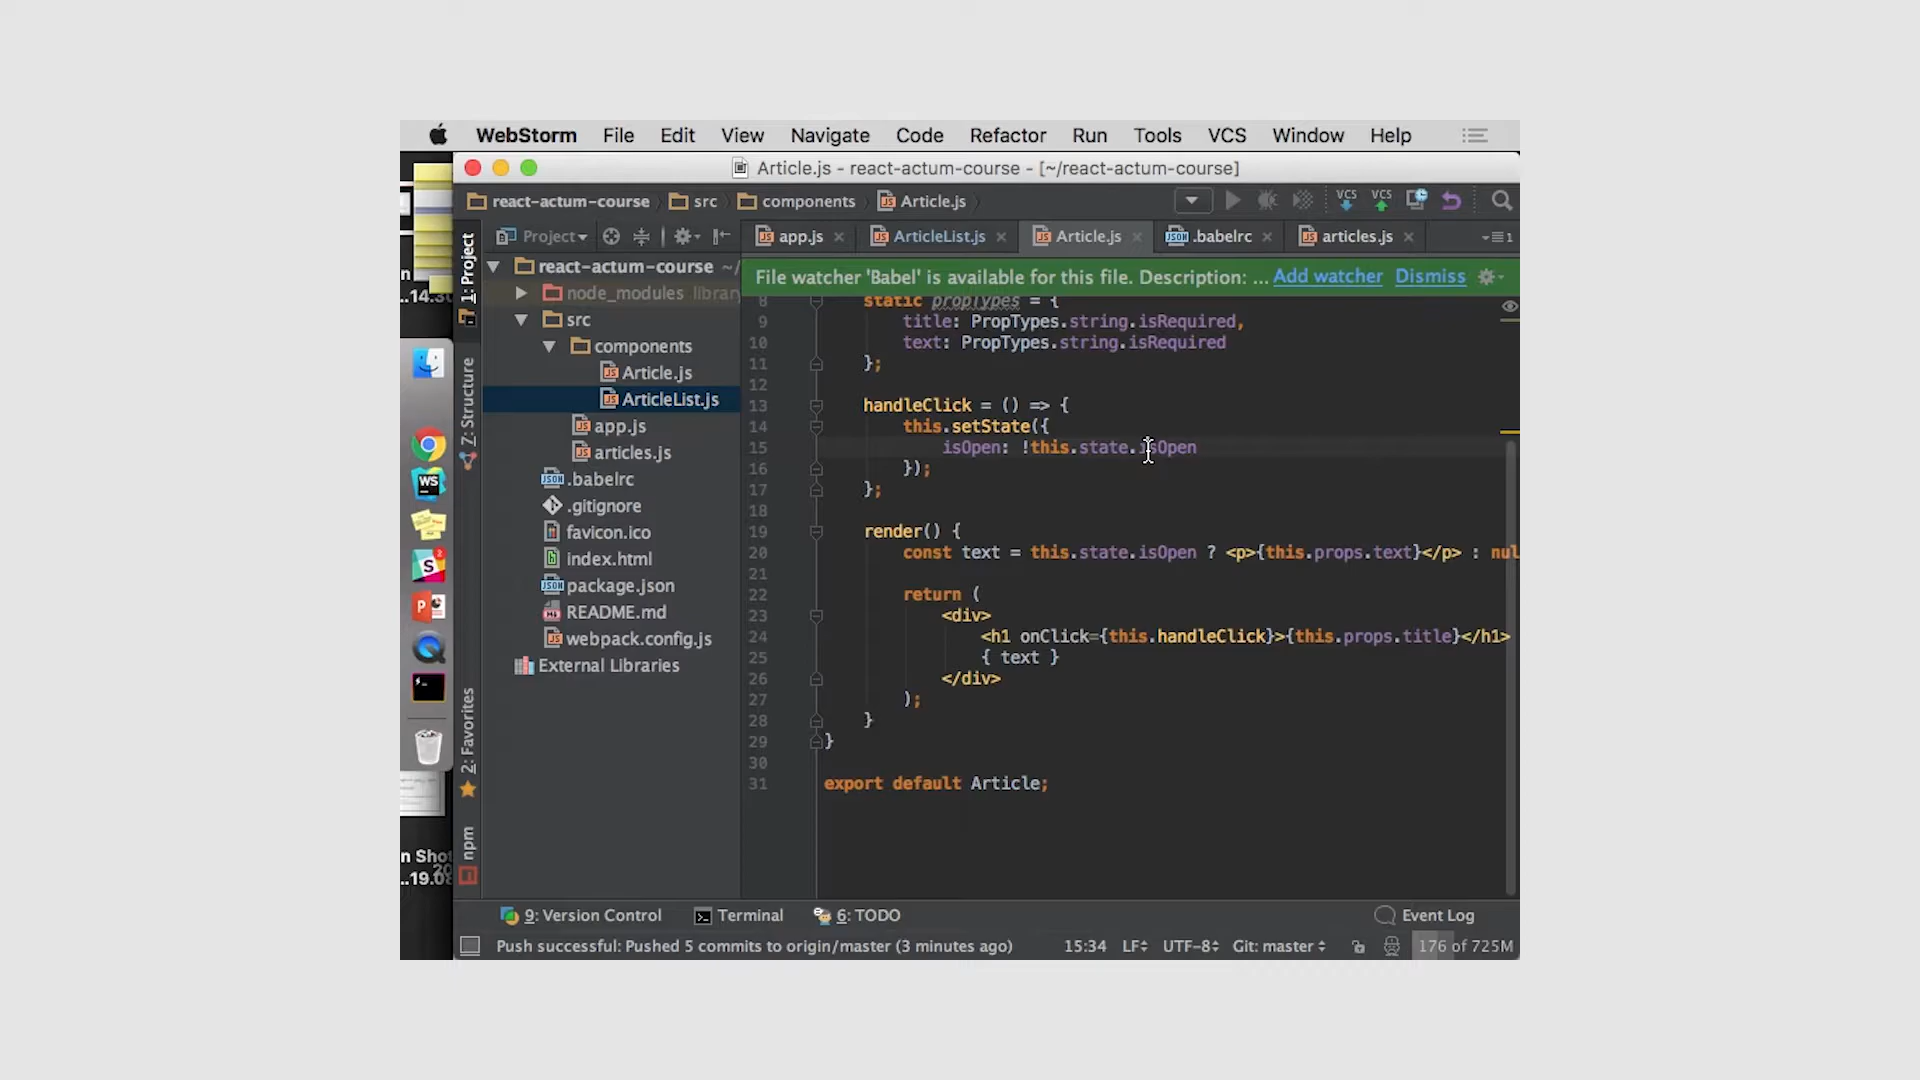 WebStorm File Edit View Navigate Code Refactor Run Tools VCS Window Help
Article.js - react-actum-course - [~/react-actum-course]
react-actum-course src components Article.js VCS VCS
1: Project
Project
app.js ArticleList.js Article.js .babelrc articles.js 1
File watcher 'Babel' is available for this file. Description: ... Add watcher Dismiss
react-actum-course ~/
node_modules
src
components
Article.js
ArticleList.js
app.js
articles.js
.babelrc
.gitignore
favicon.ico
index.html
package.json
README.md
webpack.config.js
External Libraries
Z: Structure
2: Favorites
npm
8 static propTypes = {
9 title: PropTypes.string.isRequired,
10 text: PropTypes.string.isRequired
11 };
12
13 handleClick = () => {
14 this.setState({
15 isOpen: !this.state.isOpen
16 });
17 };
18
19 render() {
20 const text = this.state.isOpen ? <p>{this.props.text}</p> : nul
21
22 return (
23 <div>
24 <h1 onClick={this.handleClick}>{this.props.title}</h1>
25 { text }
26 </div>
27 );
28 }
29 }
30
31 export default Article;
WS
S 2
n Shot
..19.08
9: Version Control Terminal 6: TODO Event Log
Push successful: Pushed 5 commits to origin/master (3 minutes ago) 15:34 LF UTF-8 Git: master 176 of 725M